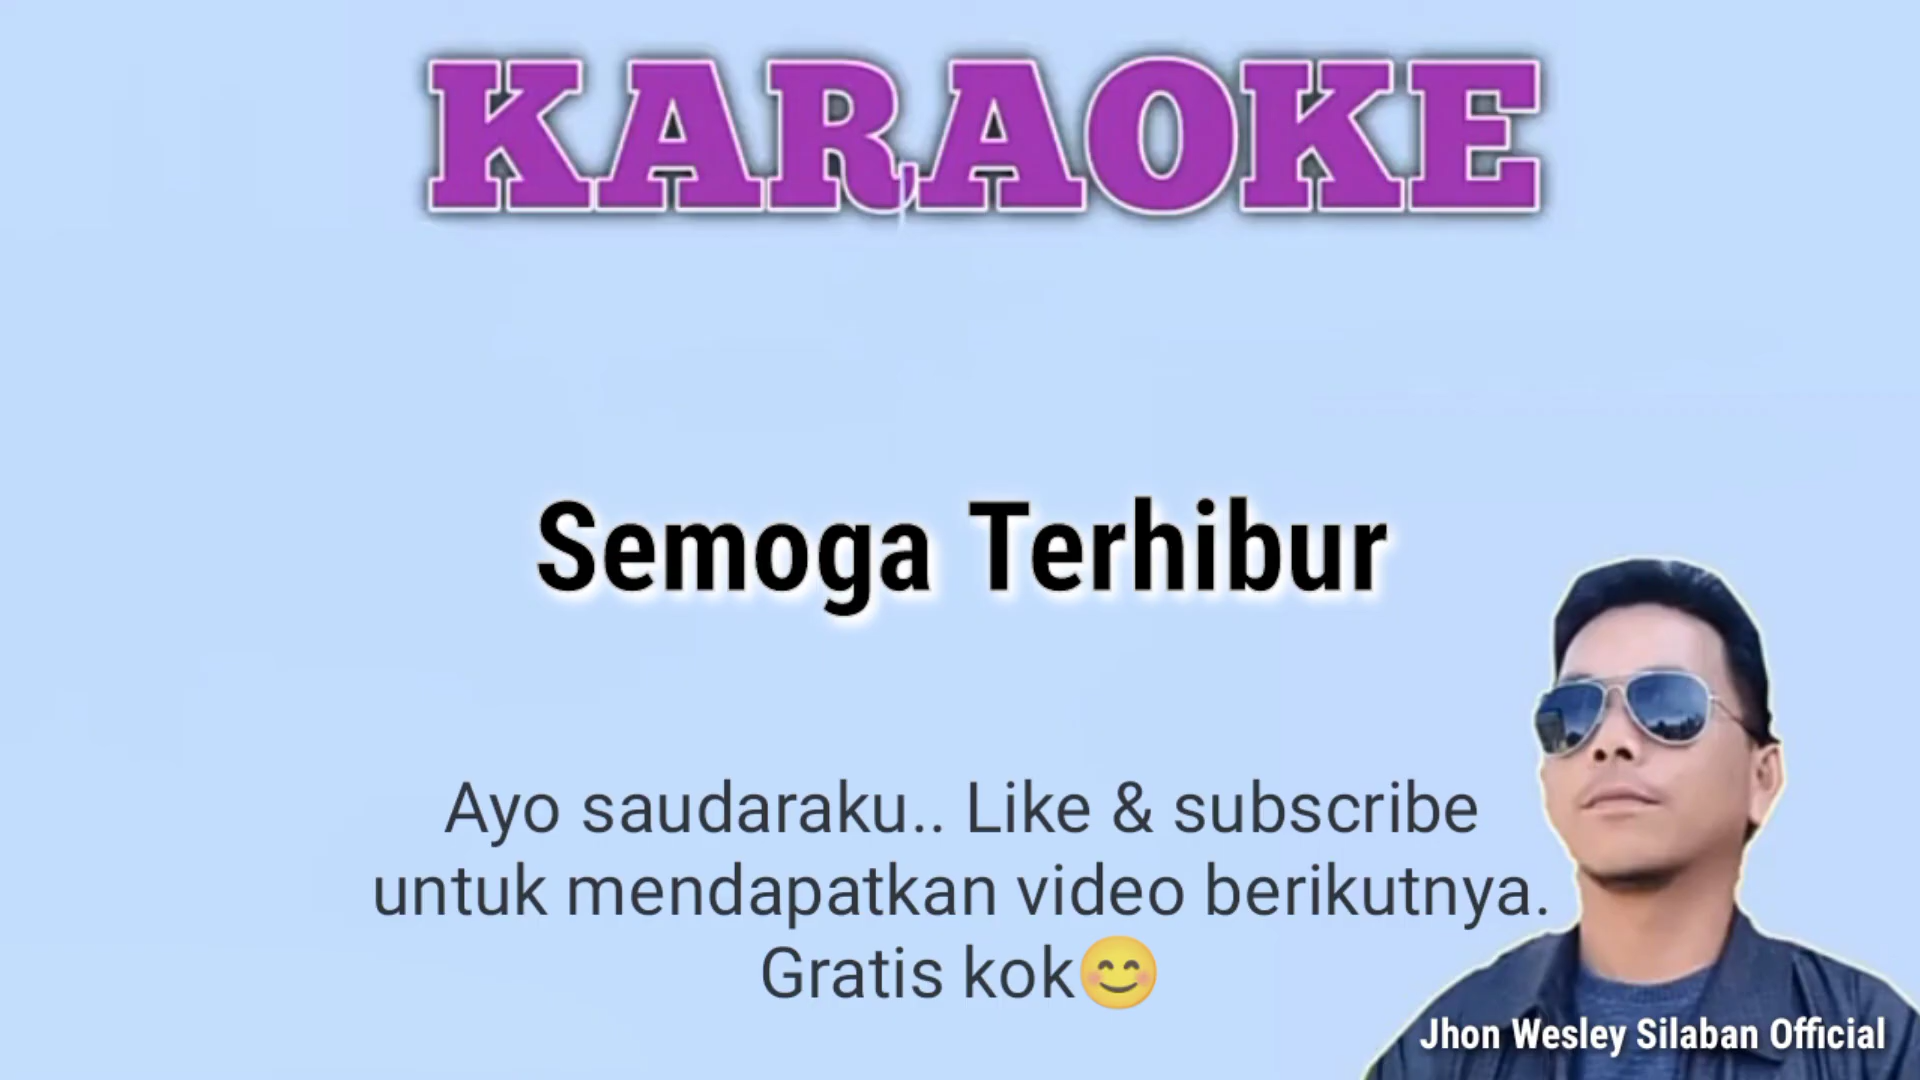 KARAOKE
Semoga Terhibur
Ayo saudaraku.. Like & subscribe
untuk mendapatkan video berikutnya.
Gratis kok😊
Jhon Wesley Silaban Official